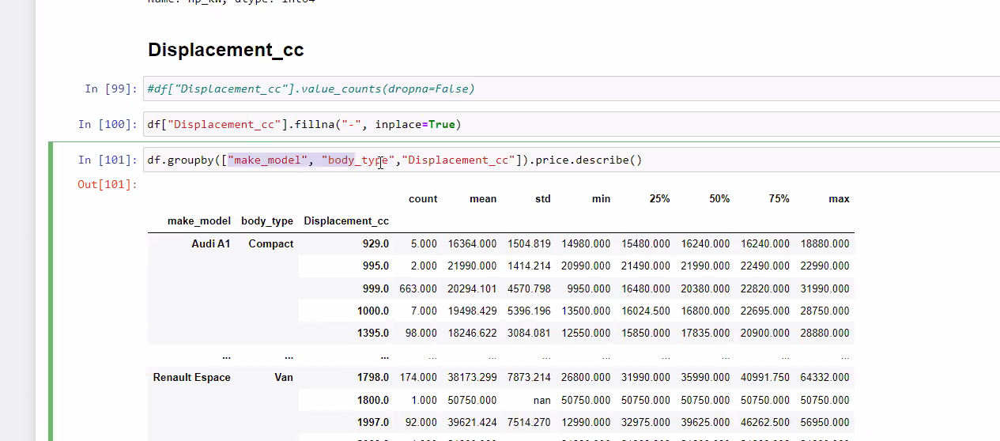 Name: hp_kw, dtype: int64
Displacement_cc
In [99]: #df["Displacement_cc"].value_counts(dropna=False)
In [100]: df["Displacement_cc"].fillna("-", inplace=True)
In [101]: df.groupby(["make_model", "body_type","Displacement_cc"]).price.describe()
Out[101]:
count mean std min 25% 50% 75% max
make_model body_type Displacement_cc
Audi A1 Compact 929.0 5.000 16364.000 1504.819 14980.000 15480.000 16240.000 16240.000 18880.000
995.0 2.000 21990.000 1414.214 20990.000 21490.000 21990.000 22490.000 22990.000
999.0 663.000 20294.101 4570.798 9950.000 16480.000 20380.000 22820.000 31990.000
1000.0 7.000 19498.429 5396.196 13500.000 16024.500 16800.000 22695.000 28750.000
1395.0 98.000 18246.622 3084.081 12550.000 15850.000 17835.000 20900.000 28880.000
... ... ... ... ... ... ... ... ... ... ...
Renault Espace Van 1798.0 174.000 38173.299 7873.214 26800.000 31990.000 35990.000 40991.750 64332.000
1800.0 1.000 50750.000 nan 50750.000 50750.000 50750.000 50750.000 50750.000
1997.0 92.000 39621.424 7514.270 12990.000 32975.000 39625.000 46262.500 56950.000